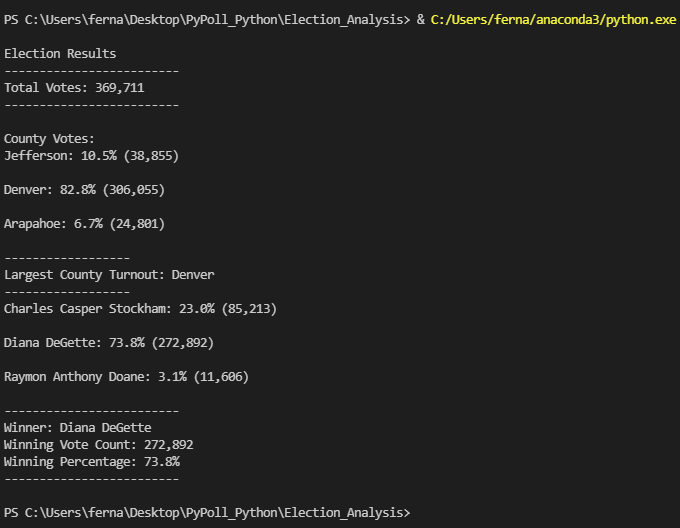 PS C:\Users\ferna\Desktop\PyPoll_Python\Election_Analysis> & C:/Users/ferna/anaconda3/python.exe
Election Results
-------------------------
Total Votes: 369,711
-------------------------
County Votes:
Jefferson: 10.5% (38,855)
Denver: 82.8% (306,055)
Arapahoe: 6.7% (24,801)
------------------
Largest County Turnout: Denver
------------------
Charles Casper Stockham: 23.0% (85,213)
Diana DeGette: 73.8% (272,892)
Raymon Anthony Doane: 3.1% (11,606)
-------------------------
Winner: Diana DeGette
Winning Vote Count: 272,892
Winning Percentage: 73.8%
-------------------------
PS C:\Users\ferna\Desktop\PyPoll_Python\Election_Analysis>